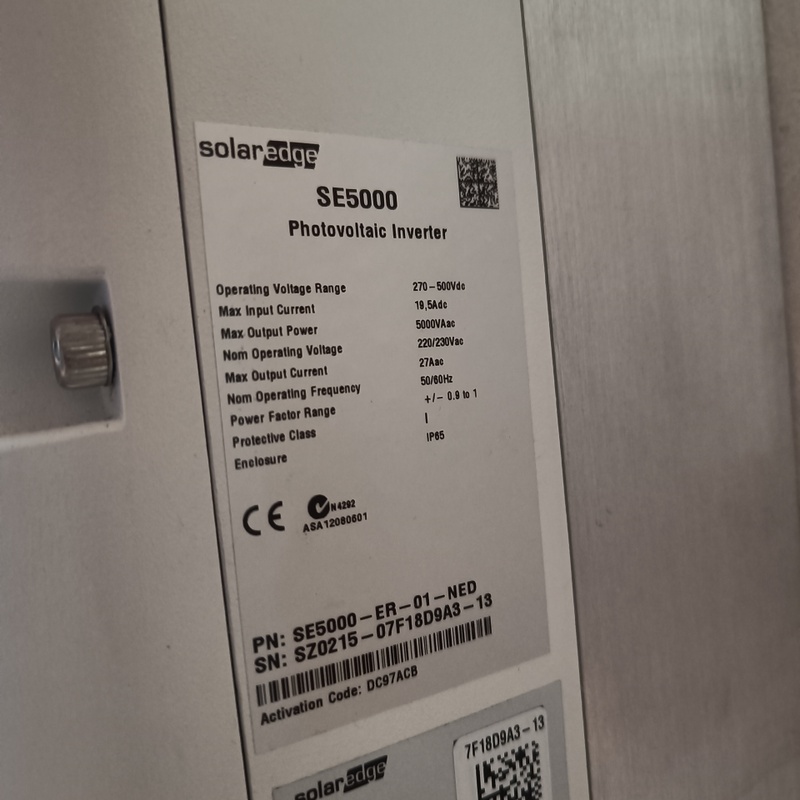 solaredge
SE5000
Photovoltaic Inverter
Operating Voltage Range 270-500Vdc
Max Input Current 19,5Adc
Max Output Power 5000VAac
Nom Operating Voltage 220/230Vac
Max Output Current 27Aac
Nom Operating Frequency 50/60Hz
Power Factor Range +/- 0.9 to 1
Protective Class I
Enclosure IP65
CE N4292
ASA12080601
PN: SE5000-ER-01-NED
SN: SZ0215-07F18D9A3-13
Activation Code: DC97ACB
7F18D9A3-13
solaredge